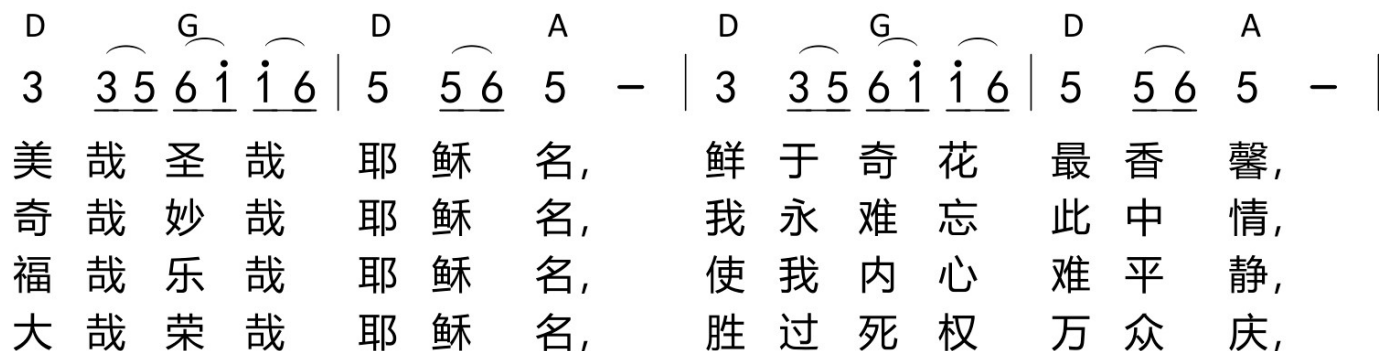 D G D A D G D A
3 3 5 6 1̇ 1̇ 6 | 5 5 6 5 – | 3 3 5 6 1̇ 1̇ 6 | 5 5 6 5 – |
美 哉 圣 哉 耶 稣 名, 鲜 于 奇 花 最 香 馨,
奇 哉 妙 哉 耶 稣 名, 我 永 难 忘 此 中 情,
福 哉 乐 哉 耶 稣 名, 使 我 内 心 难 平 静,
大 哉 荣 哉 耶 稣 名, 胜 过 死 权 万 众 庆,